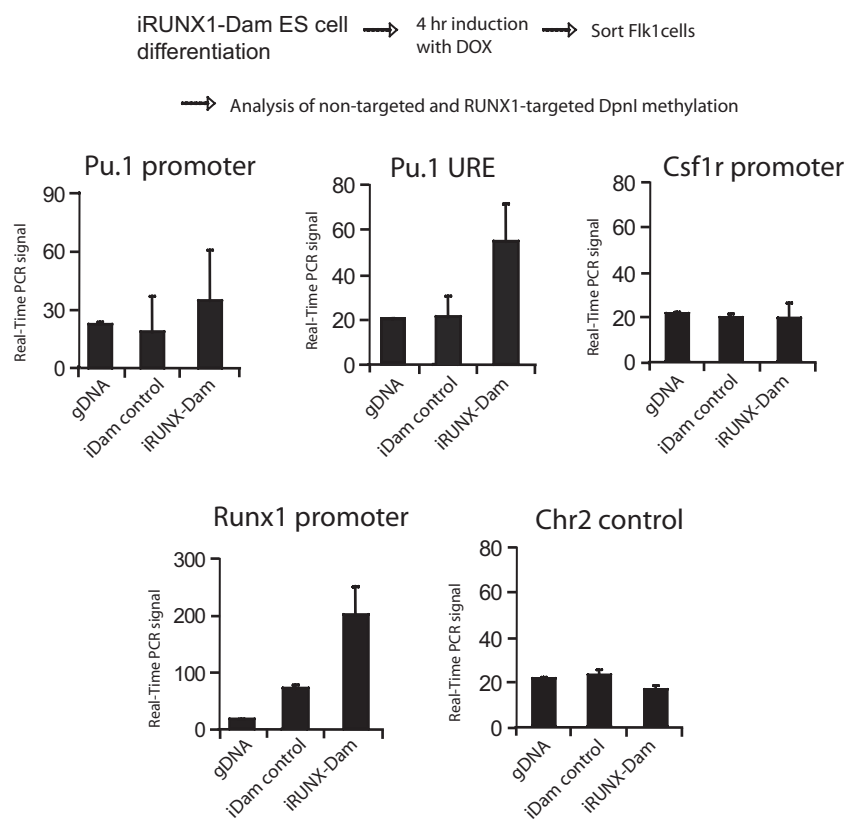 iRUNX1-Dam ES cell
differentiation
4 hr induction
with DOX
Sort Flk1cells
Analysis of non-targeted and RUNX1-targeted DpnI methylation
Pu.1 promoter
Real-Time PCR signal
90
60
30
0
gDNA
iDam control
iRUNX-Dam
Pu.1 URE
Real-Time PCR signal
80
60
40
20
0
gDNA
iDam control
iRUNX-Dam
Csf1r promoter
Real-Time PCR signal
80
60
40
20
0
gDNA
iDam control
iRUNX-Dam
Runx1 promoter
Real-Time PCR signal
300
200
100
0
gDNA
iDam control
iRUNX-Dam
Chr2 control
Real-Time PCR signal
80
60
40
20
0
gDNA
iDam control
iRUNX-Dam